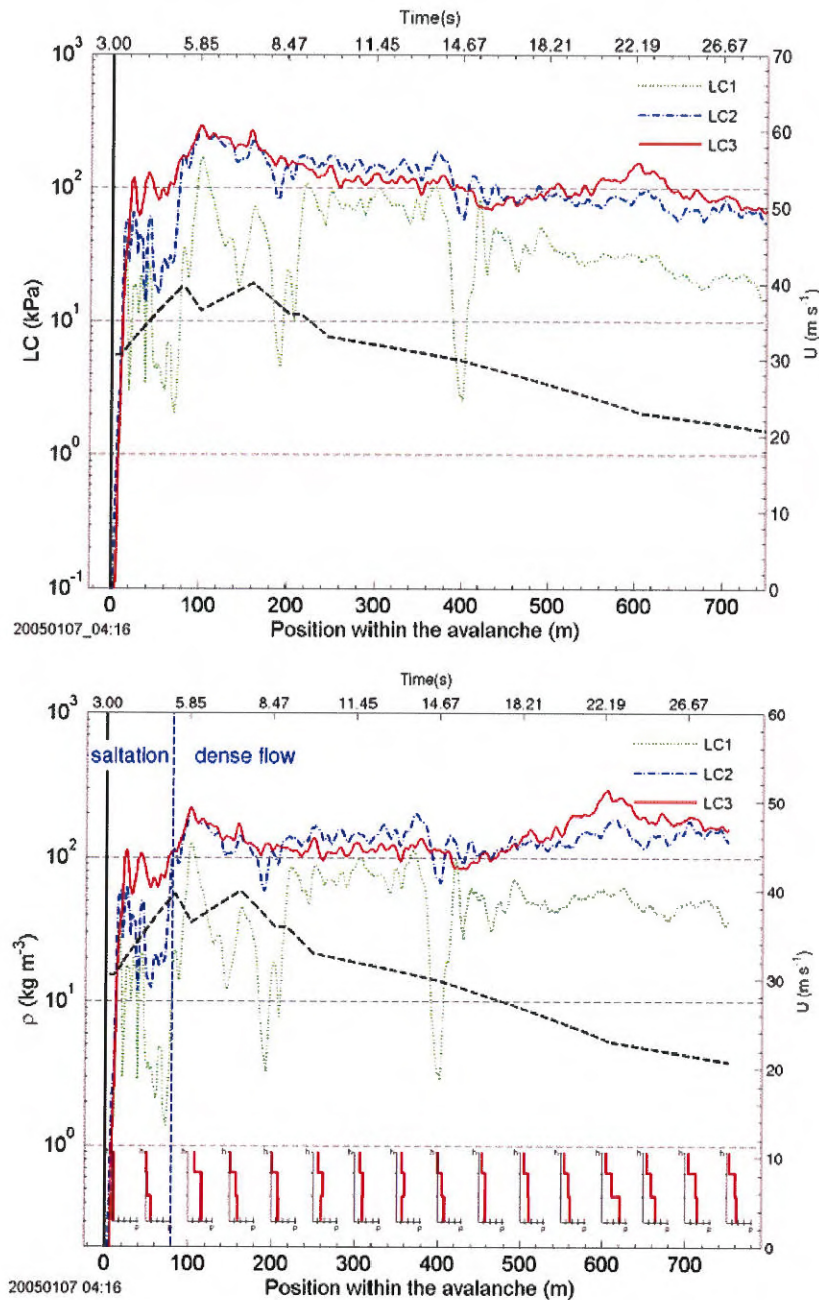 Time(s)
3.00 5.85 8.47 11.45 14.67 18.21 22.19 26.67
10³ 70
LC1
LC2
LC3
60
10² 50
LC (kPa)
40
U (m s⁻¹)
10¹
30
10⁰ 20
10
10⁻¹ 0
0 100 200 300 400 500 600 700
20050107_04:16
Position within the avalanche (m)
Time(s)
3.00 5.85 8.47 11.45 14.67 18.21 22.19 26.67
10³ 60
saltation dense flow
LC1
LC2
LC3
50
10²
40
ρ (kg m⁻³)
30
U (m s⁻¹)
10¹
20
10⁰
10
h h h h h h h h h h h h h h h
ρ ρ ρ ρ ρ ρ ρ ρ ρ ρ ρ ρ ρ ρ
0
0 100 200 300 400 500 600 700
20050107 04:16
Position within the avalanche (m)